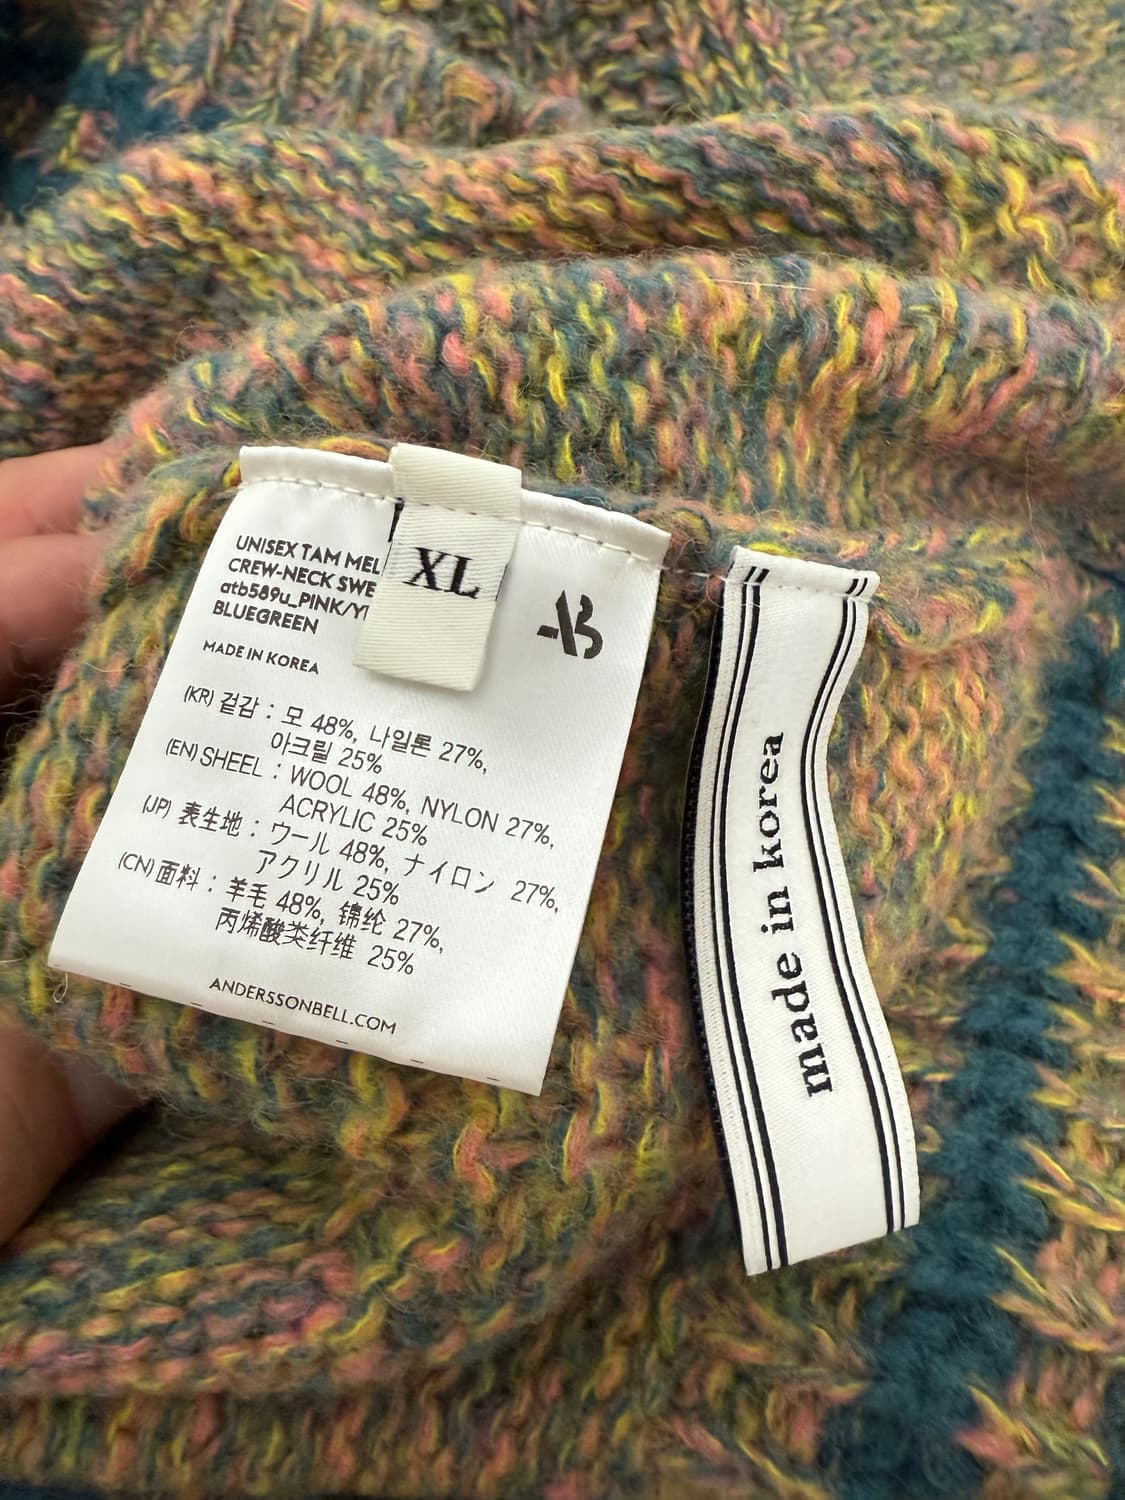 UNISEX TAM MEL
CREW-NECK SWE
atb589u_PINK/YE
BLUEGREEN
MADE IN KOREA
XL
AB
(KR) 겉감 : 모 48%, 나일론 27%,
아크릴 25%
(EN) SHEEL : WOOL 48%, NYLON 27%,
ACRYLIC 25%
(JP) 表生地 : ウール 48%, ナイロン 27%,
アクリル 25%
(CN) 面料 : 羊毛 48%, 锦纶 27%,
丙烯酸类纤维 25%
ANDERSSONBELL.COM
made in korea